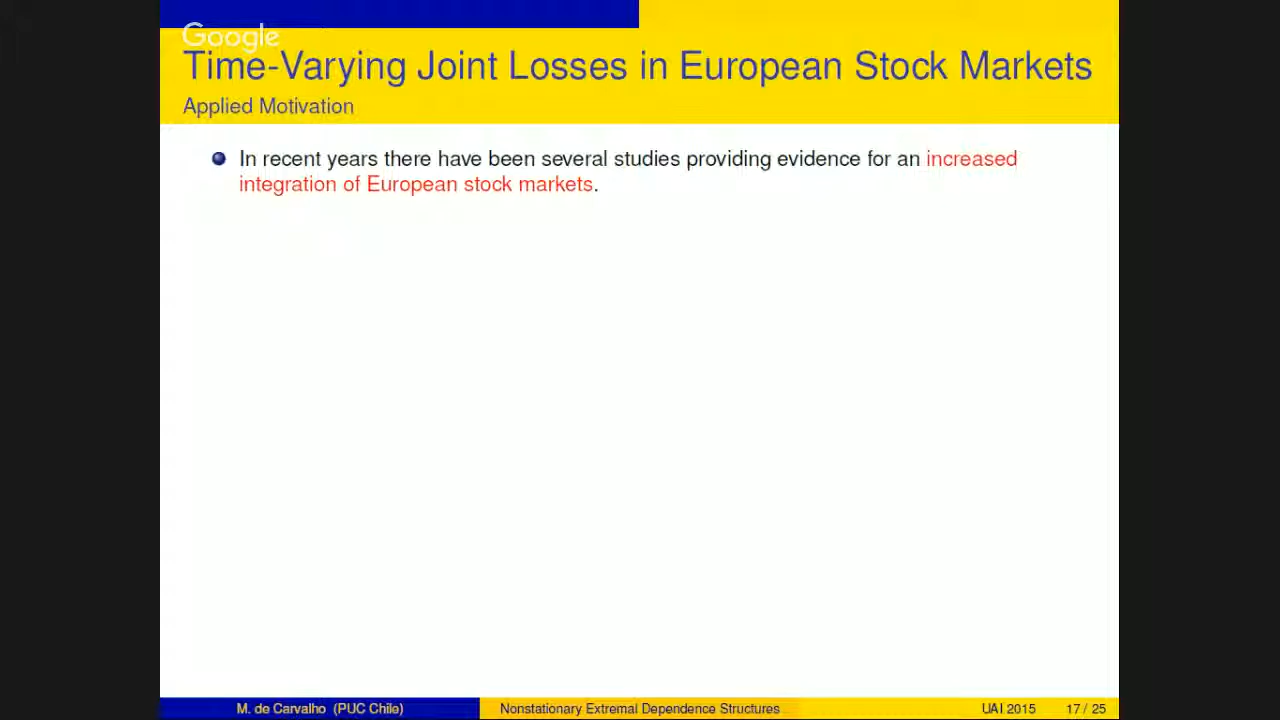 Google
Time-Varying Joint Losses in European Stock Markets
Applied Motivation
In recent years there have been several studies providing evidence for an increased
integration of European stock markets.
M. de Carvalho (PUC Chile) Nonstationary Extremal Dependence Structures UAI 2015 17 / 25